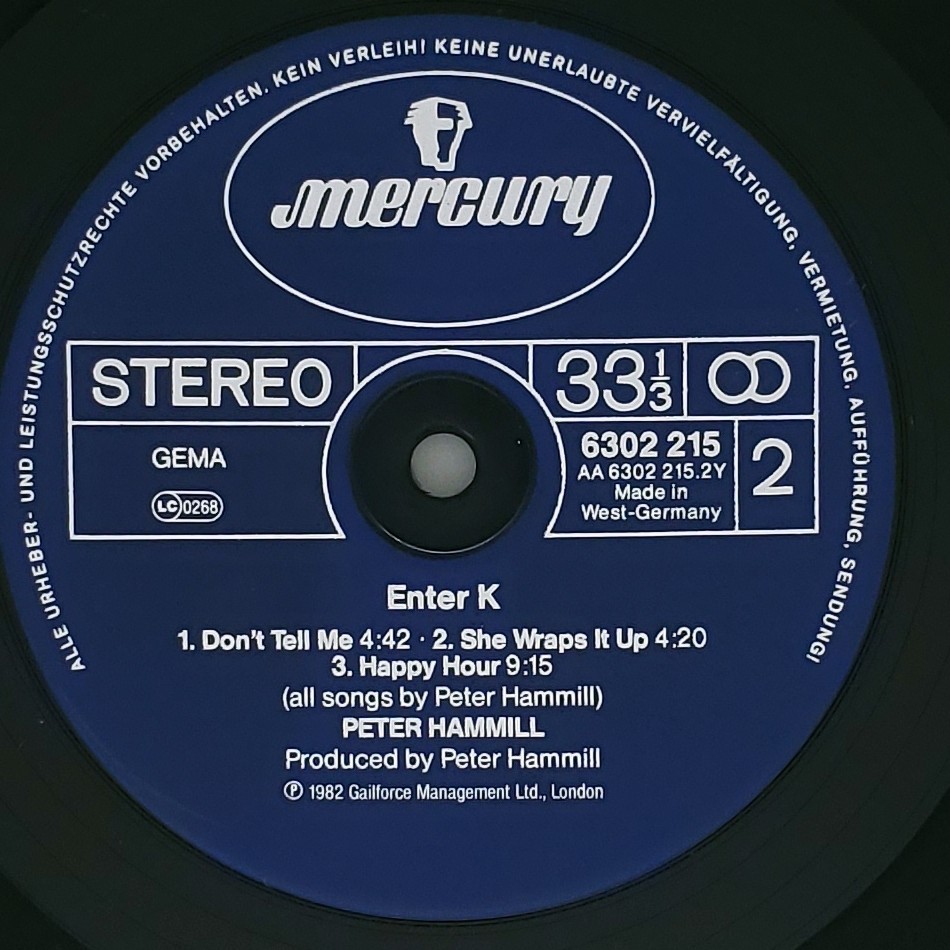 ALLE URHEBER- UND LEISTUNGSSCHUTZRECHTE VORBEHALTEN. KEIN VERLEIH! KEINE UNERLAUBTE VERVIELFÄLTIGUNG, VERMIETUNG, AUFFÜHRUNG, SENDUNG!
mercury
STEREO
33 1/3
GEMA
LC 0268
6302 215
AA 6302 215.2Y
Made in
West-Germany
2
Enter K
1. Don't Tell Me 4:42 · 2. She Wraps It Up 4:20
3. Happy Hour 9:15
(all songs by Peter Hammill)
PETER HAMMILL
Produced by Peter Hammill
℗ 1982 Gailforce Management Ltd., London